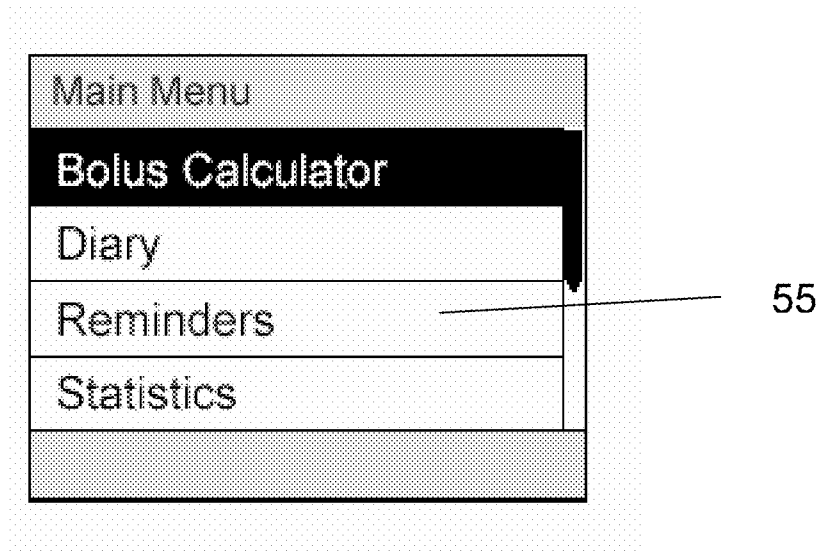 Main Menu
Bolus Calculator
Diary
Reminders
55
Statistics